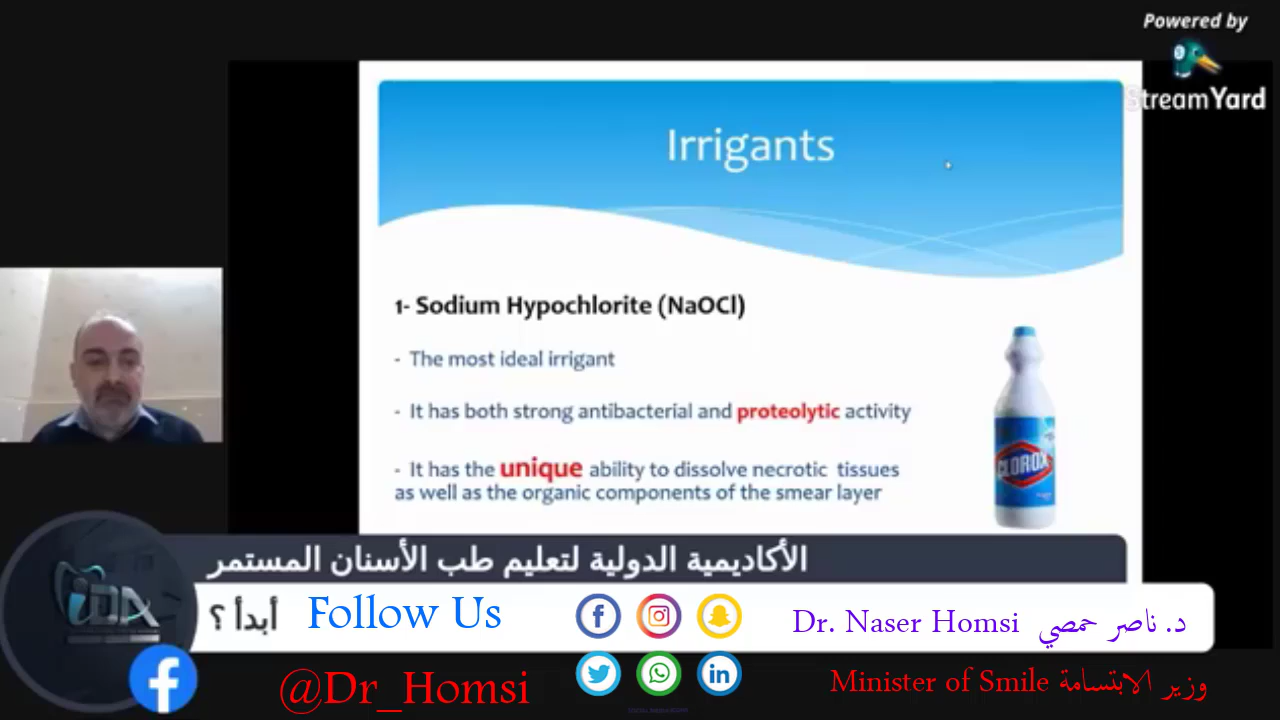 Powered by
StreamYard
Irrigants
1- Sodium Hypochlorite (NaOCl)
- The most ideal irrigant
- It has both strong antibacterial and proteolytic activity
- It has the unique ability to dissolve necrotic tissues
as well as the organic components of the smear layer
CLOROX
الأكاديمية الدولية لتعليم طب الأسنان المستمر
iDA
أبدأ ؟ Follow Us
Dr. Naser Homsi د. ناصر حمصي
@Dr_Homsi
Minister of Smile وزير الابتسامة